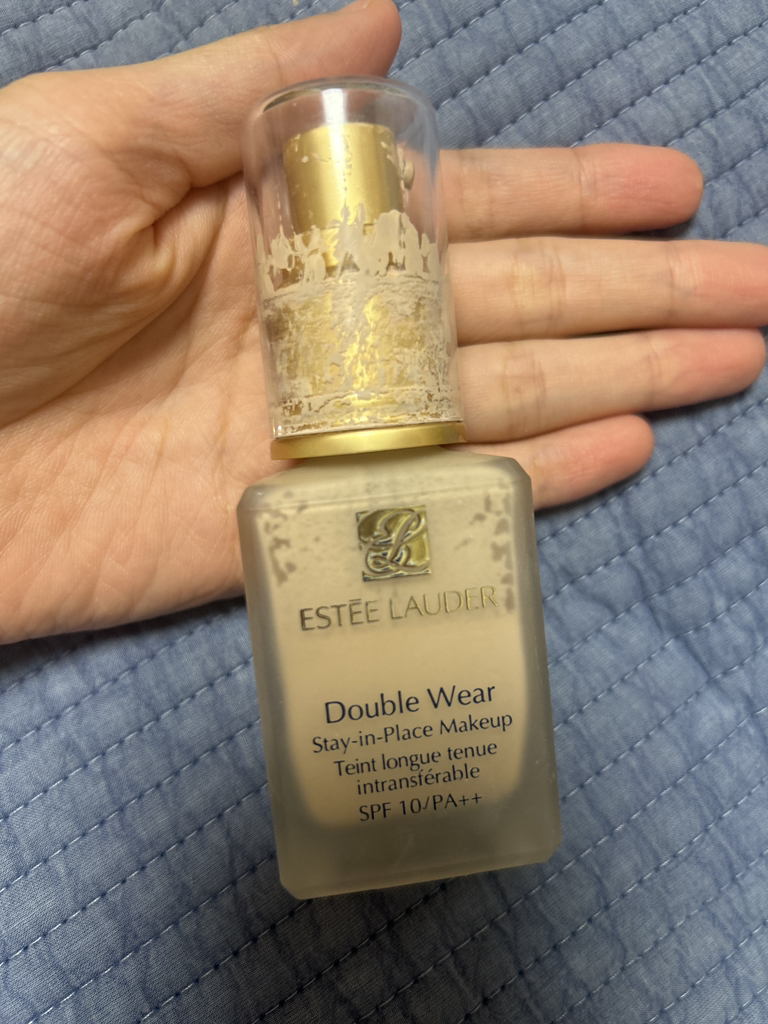 ESTĒE LAUDER
Double Wear
Stay-in-Place Makeup
Teint longue tenue
intransférable
SPF 10/PA++